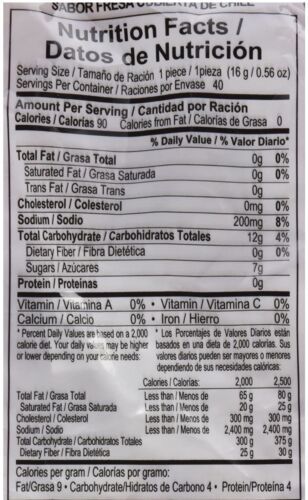 SABOR FRESA CUBIERTA DE CHILE
Nutrition Facts /
Datos de Nutrición
Serving Size / Tamaño de Ración 1 piece / 1pieza (16 g / 0.56 oz)
Servings Per Container / Raciones por Envase 40
Amount Per Serving / Cantidad por Ración
Calories / Calorías 90 Calories from Fat / Calorías de Grasa 0
% Daily Value / % Valor Diario*
Total Fat / Grasa Total 0g 0%
Saturated Fat / Grasa Saturada 0g 0%
Trans Fat / Grasa Trans 0g
Cholesterol / Colesterol 0mg 0%
Sodium / Sodio 200mg 8%
Total Carbohydrate / Carbohidratos Totales 12g 4%
Dietary Fiber / Fibra Dietética 0g 0%
Sugars / Azúcares 7g
Protein / Proteínas 0g
Vitamin / Vitamina A 0% • Vitamin / Vitamina C 0%
Calcium / Calcio 0% • Iron / Hierro 0%
* Percent Daily Values are based on a 2,000 calorie diet. Your daily values may be higher or lower depending on your calorie needs:
* Los Porcentajes de Valores Diarios están basados en una dieta de 2,000 calorías. Sus valores diarios pueden ser mayores o menores dependiendo de sus necesidades calóricas:
Calories / Calorías: 2,000 2,500
Total Fat / Grasa Total Less than / Menos de 65 g 80 g
Saturated Fat / Grasa Saturada Less than / Menos de 20 g 25 g
Cholesterol / Colesterol Less than / Menos de 300 mg 300 mg
Sodium / Sodio Less than / Menos de 2,400 mg 2,400 mg
Total Carbohydrate / Carbohidratos Totales 300 g 375 g
Dietary Fiber / Fibra Dietética 25 g 30 g
Calories per gram / Calorías por gramo:
Fat/Grasa 9 • Carbohydrate/Hidratos de Carbono 4 • Protein/Proteína 4